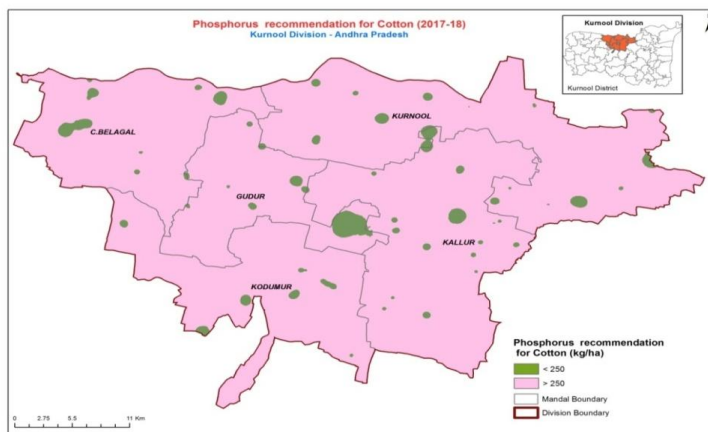 Phosphorus recommendation for Cotton (2017-18)
Kurnool Division - Andhra Pradesh
Kurnool Division
Kurnool District
KURNOOL
C.BELAGAL
GUDUR
KALLUR
KODUMUR
Phosphorus recommendation
for Cotton (kg/ha)
< 250
> 250
Mandal Boundary
Division Boundary
0 2.75 5.5 11 Km